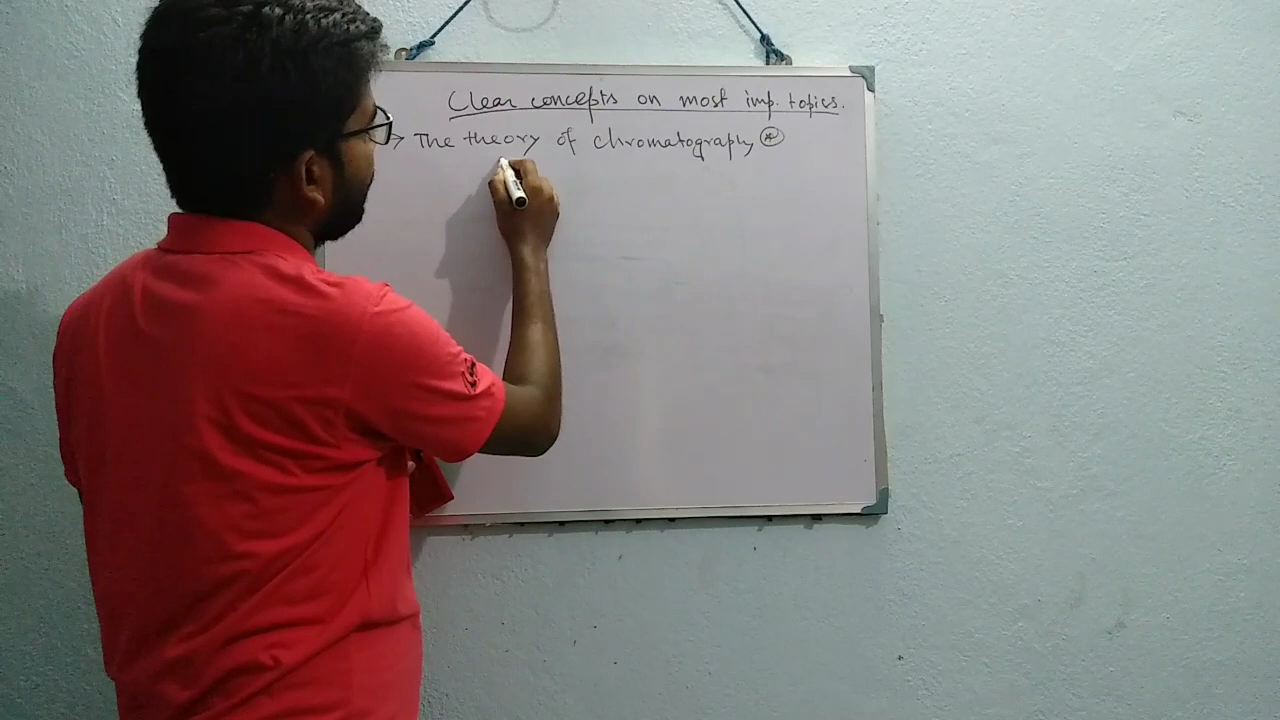 Clear concepts on most imp. topics.
→ The theory of chromatography *